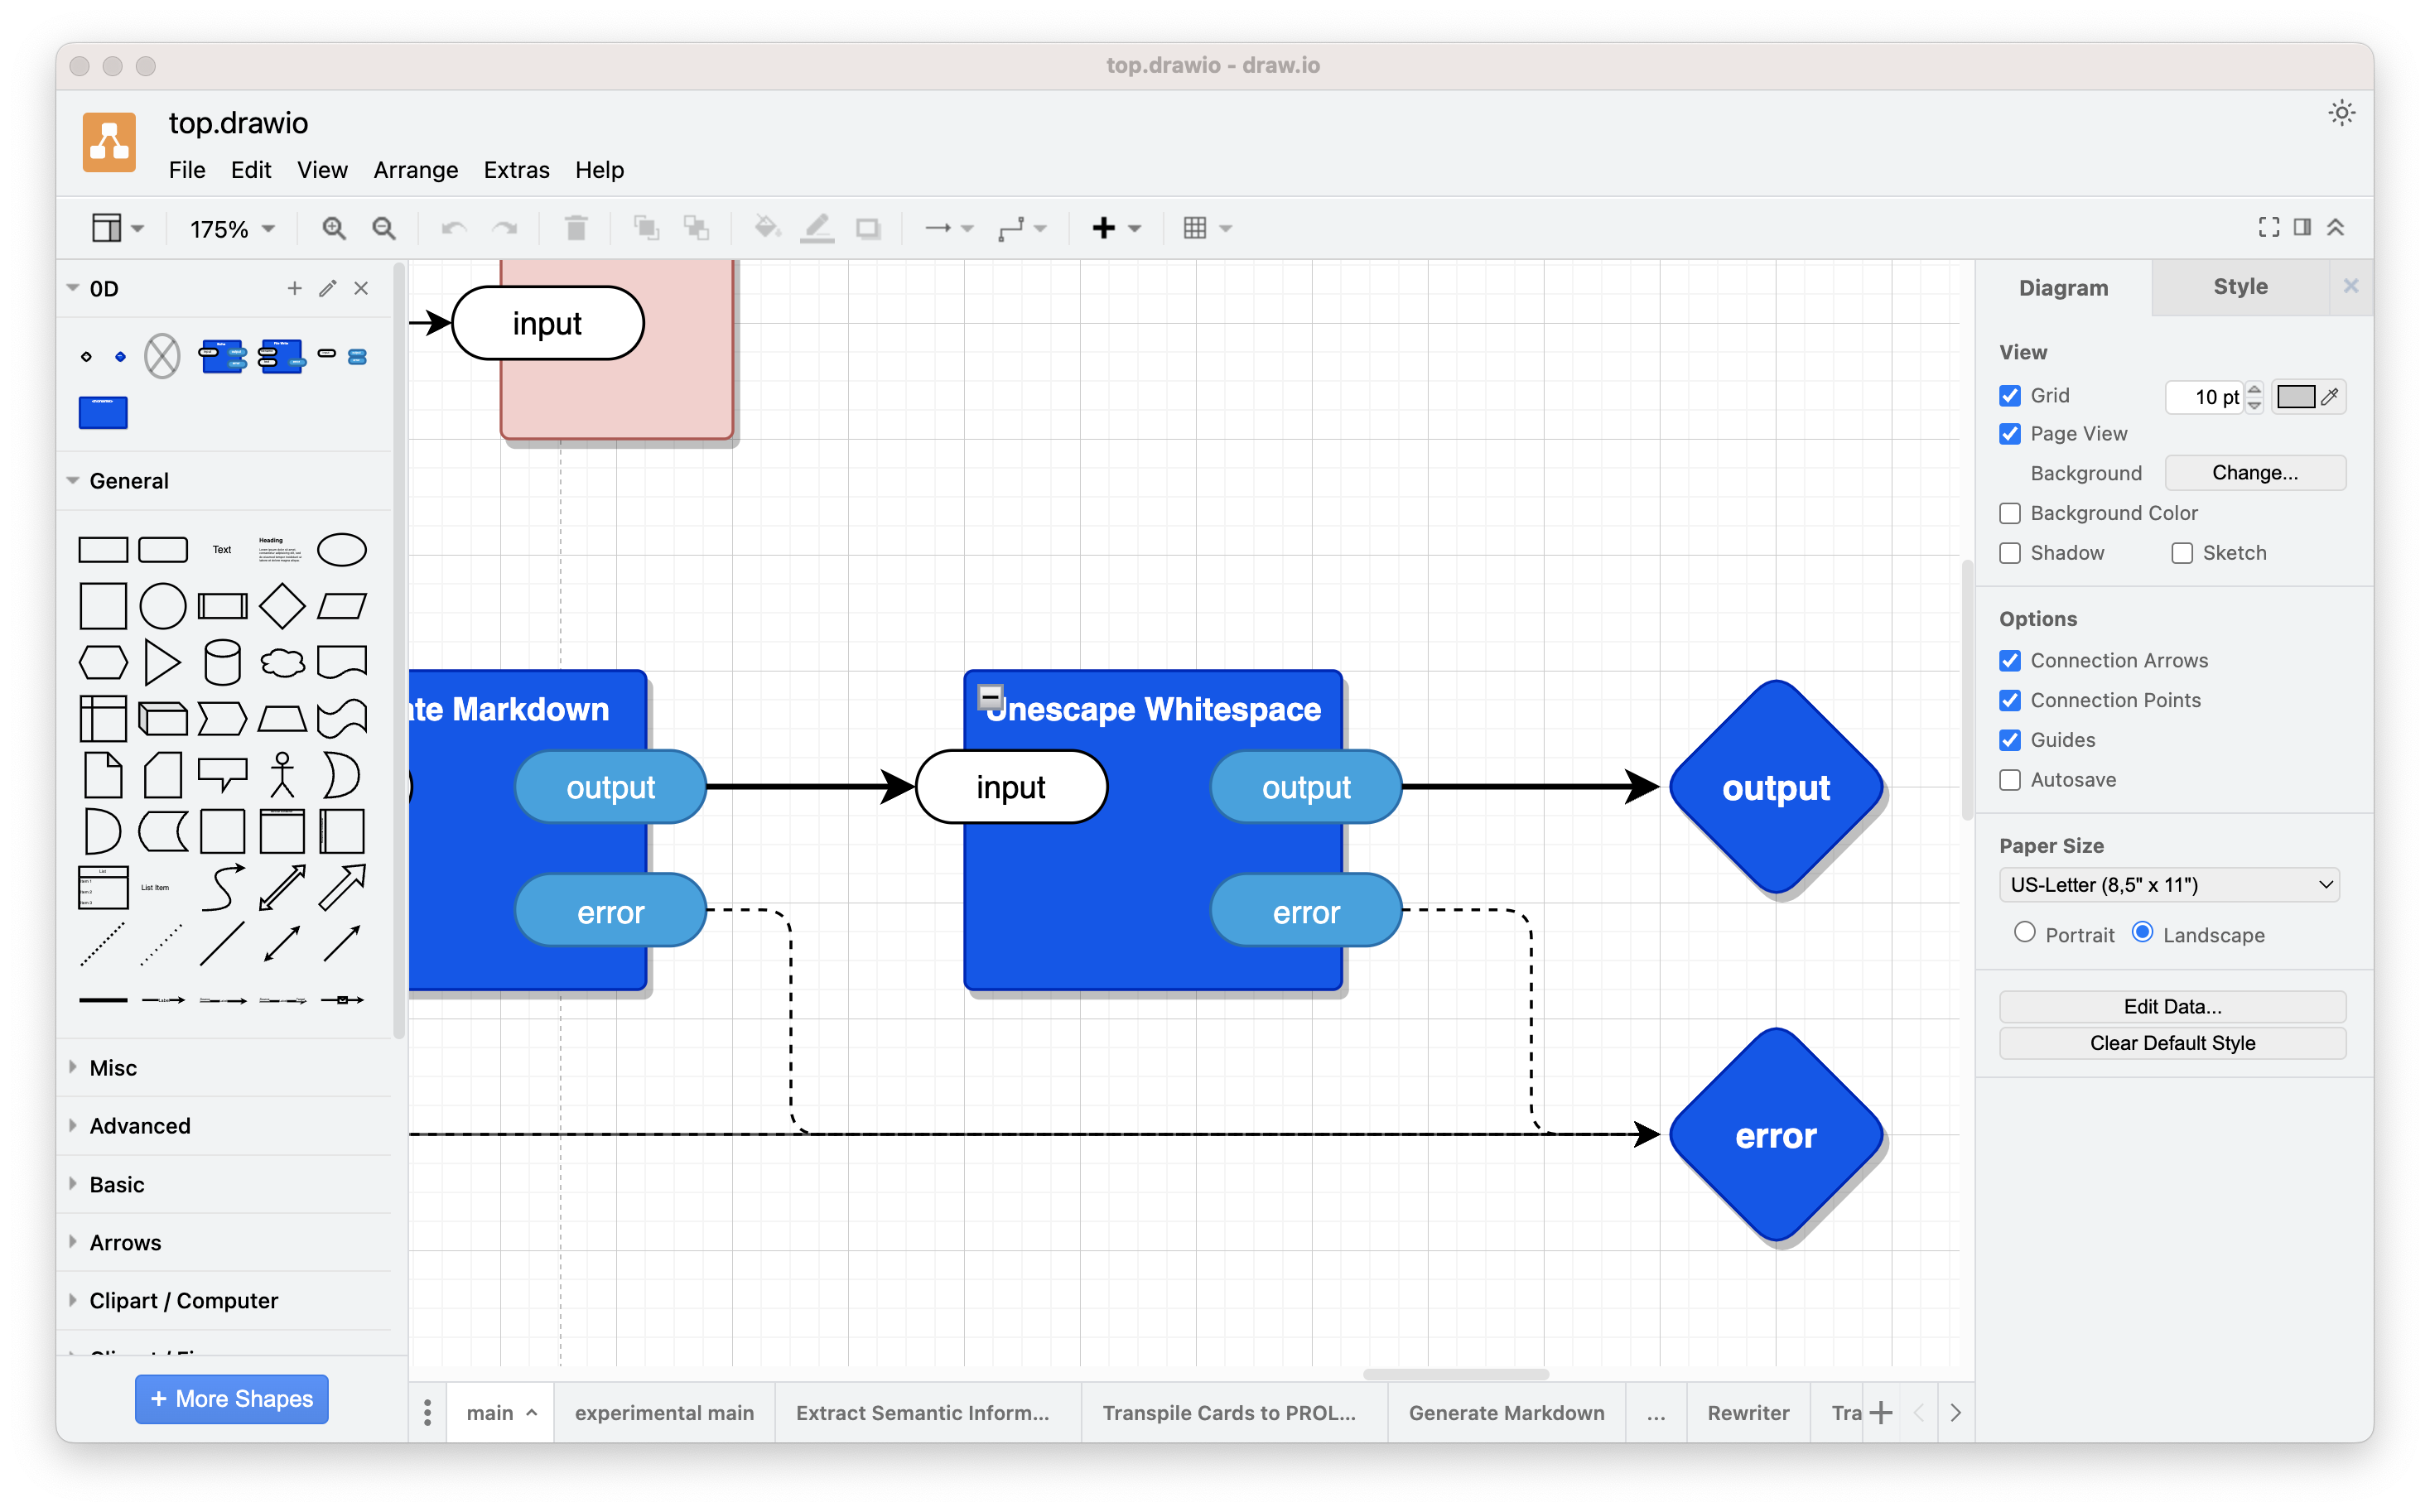 top.drawio - draw.io
top.drawio
File Edit View Arrange Extras Help
175%
0D
General
Text
Heading
List
List Item
Misc
Advanced
Basic
Arrows
Clipart / Computer
+ More Shapes
input
te Markdown
output
error
Unescape Whitespace
input
output
error
output
error
main
experimental main
Extract Semantic Inform...
Transpile Cards to PROL...
Generate Markdown
...
Rewriter
Tra
Diagram
Style
View
Grid
10 pt
Page View
Background
Change...
Background Color
Shadow
Sketch
Options
Connection Arrows
Connection Points
Guides
Autosave
Paper Size
US-Letter (8,5" x 11")
Portrait
Landscape
Edit Data...
Clear Default Style